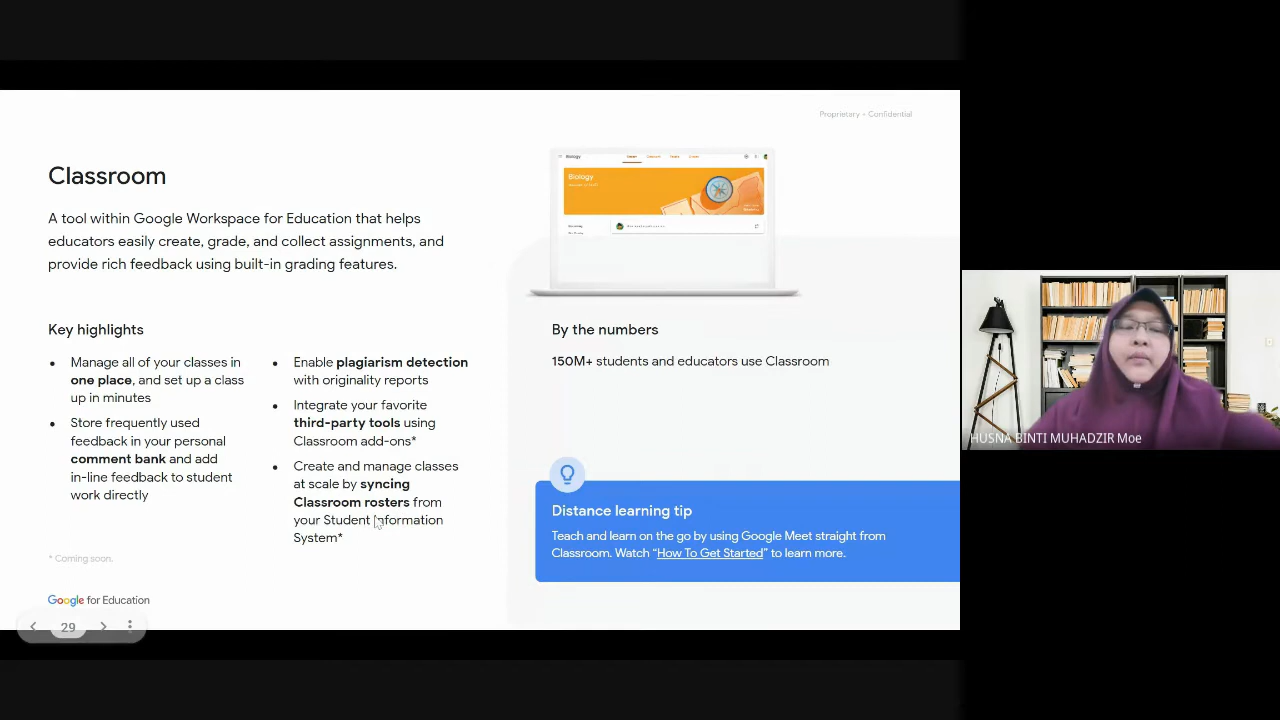 Proprietary + Confidential
Classroom
A tool within Google Workspace for Education that helps
educators easily create, grade, and collect assignments, and
provide rich feedback using built-in grading features.
Key highlights
• Manage all of your classes in
one place, and set up a class
up in minutes
• Store frequently used
feedback in your personal
comment bank and add
in-line feedback to student
work directly
• Enable plagiarism detection
with originality reports
• Integrate your favorite
third-party tools using
Classroom add-ons*
• Create and manage classes
at scale by syncing
Classroom rosters from
your Student Information
System*
* Coming soon.
Google for Education
29
Biology
Biology
By the numbers
150M+ students and educators use Classroom
Distance learning tip
Teach and learn on the go by using Google Meet straight from
Classroom. Watch “How To Get Started” to learn more.
HUSNA BINTI MUHADZIR Moe